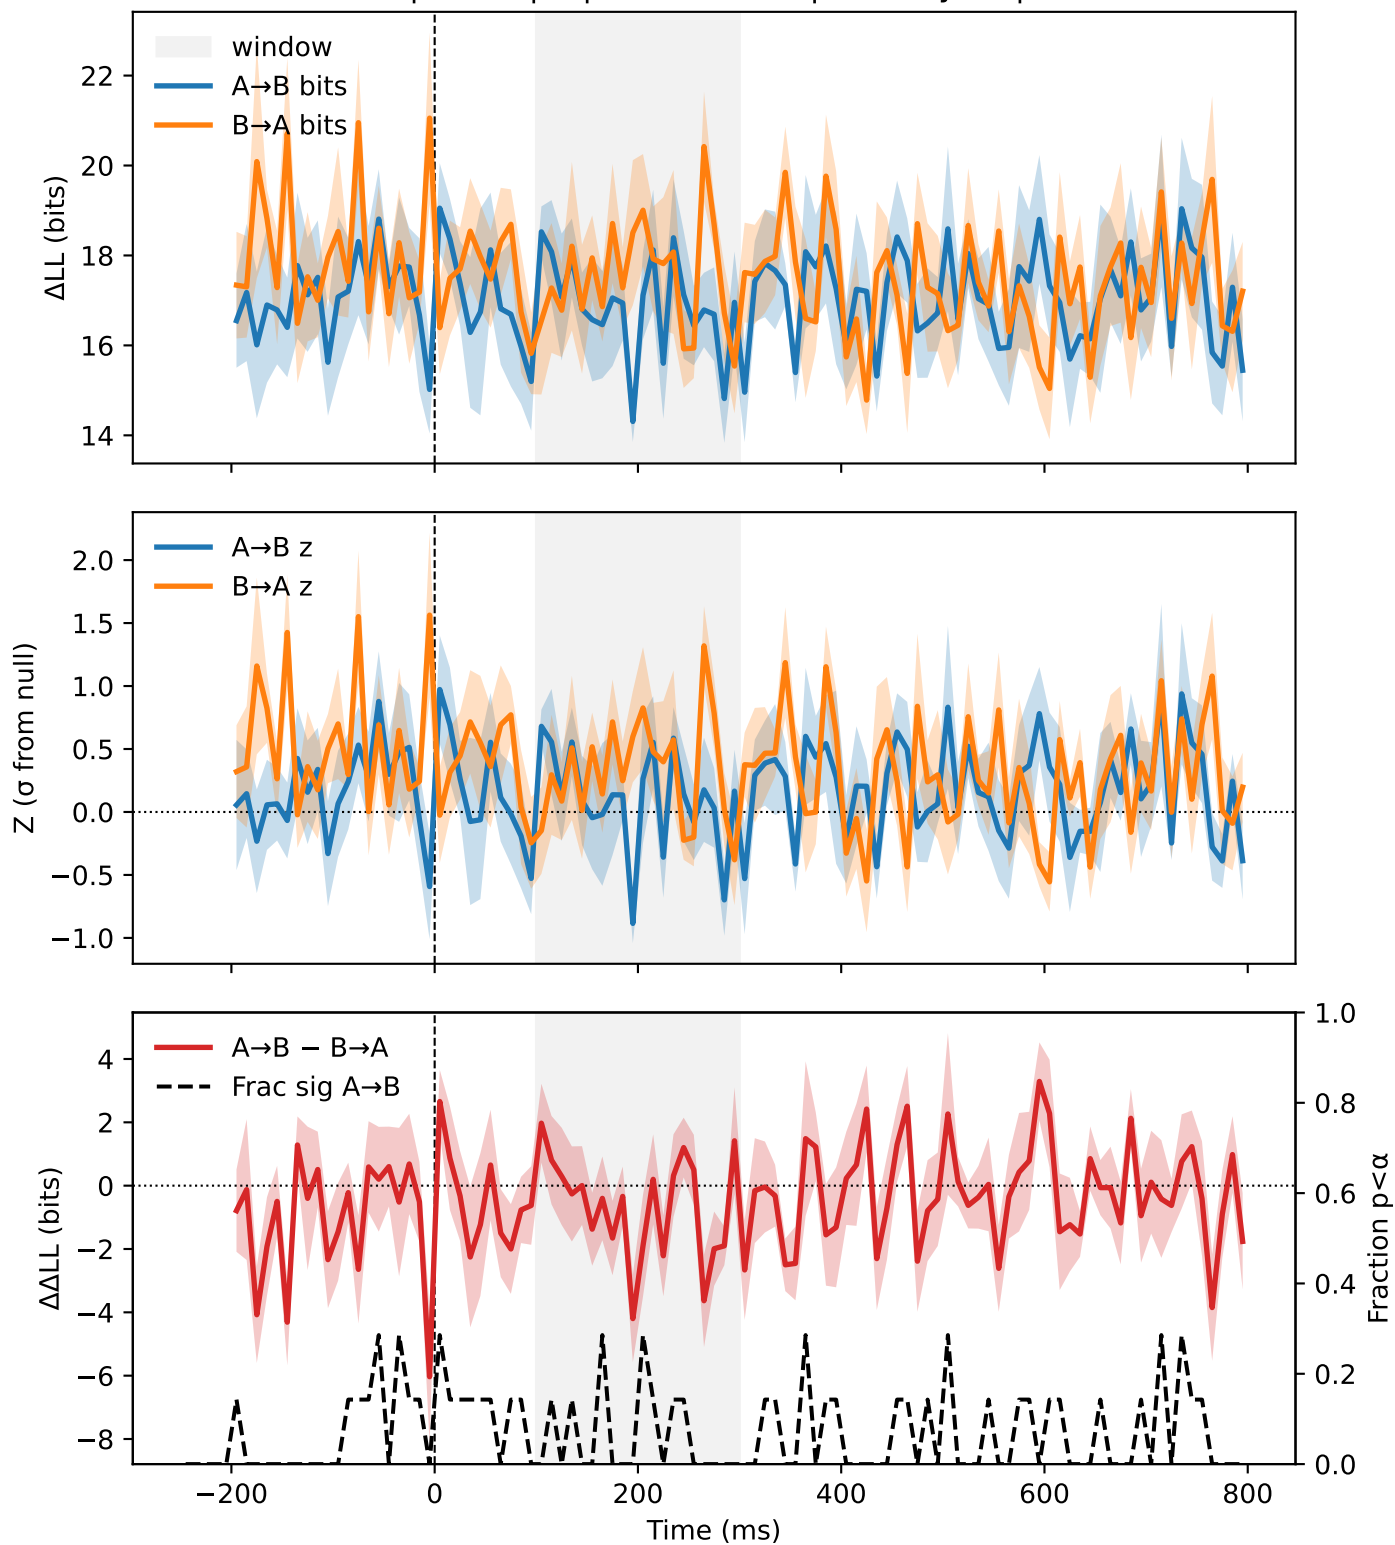 window
A→B bits
B→A bits
ΔLL (bits)
22
20
18
16
14
A→B z
B→A z
Z (σ from null)
2.0
1.5
1.0
0.5
0.0
−0.5
−1.0
A→B − B→A
Frac sig A→B
ΔΔLL (bits)
4
2
0
−2
−4
−6
−8
1.0
0.8
0.6
0.4
0.2
0.0
Fraction p<α
−200
0
200
400
600
800
Time (ms)